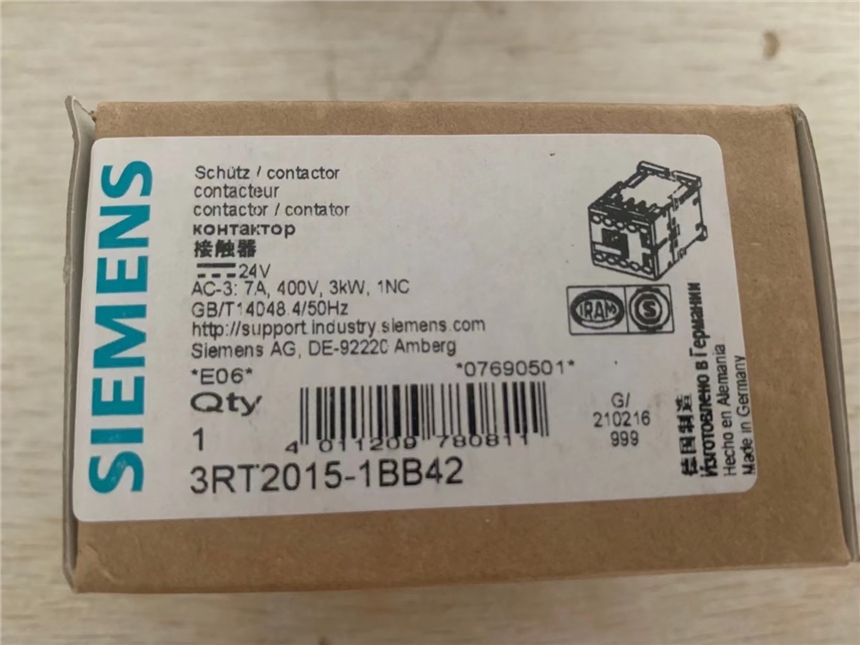 SIEMENS
Schütz / contactor
contacteur
contactor / contator
контактор
接触器
24V
AC-3: 7A, 400V, 3kW, 1NC
GB/T14048.4/50Hz
http://support.industry.siemens.com
Siemens AG, DE-92220 Amberg
*E06* *07690501*
Qty
1
4 011209 780811
3RT2015-1BB42
IRAM S
G/
210216
999
德国制造
Изготовлено в Германии
Hecho en Alemania
Made in Germany